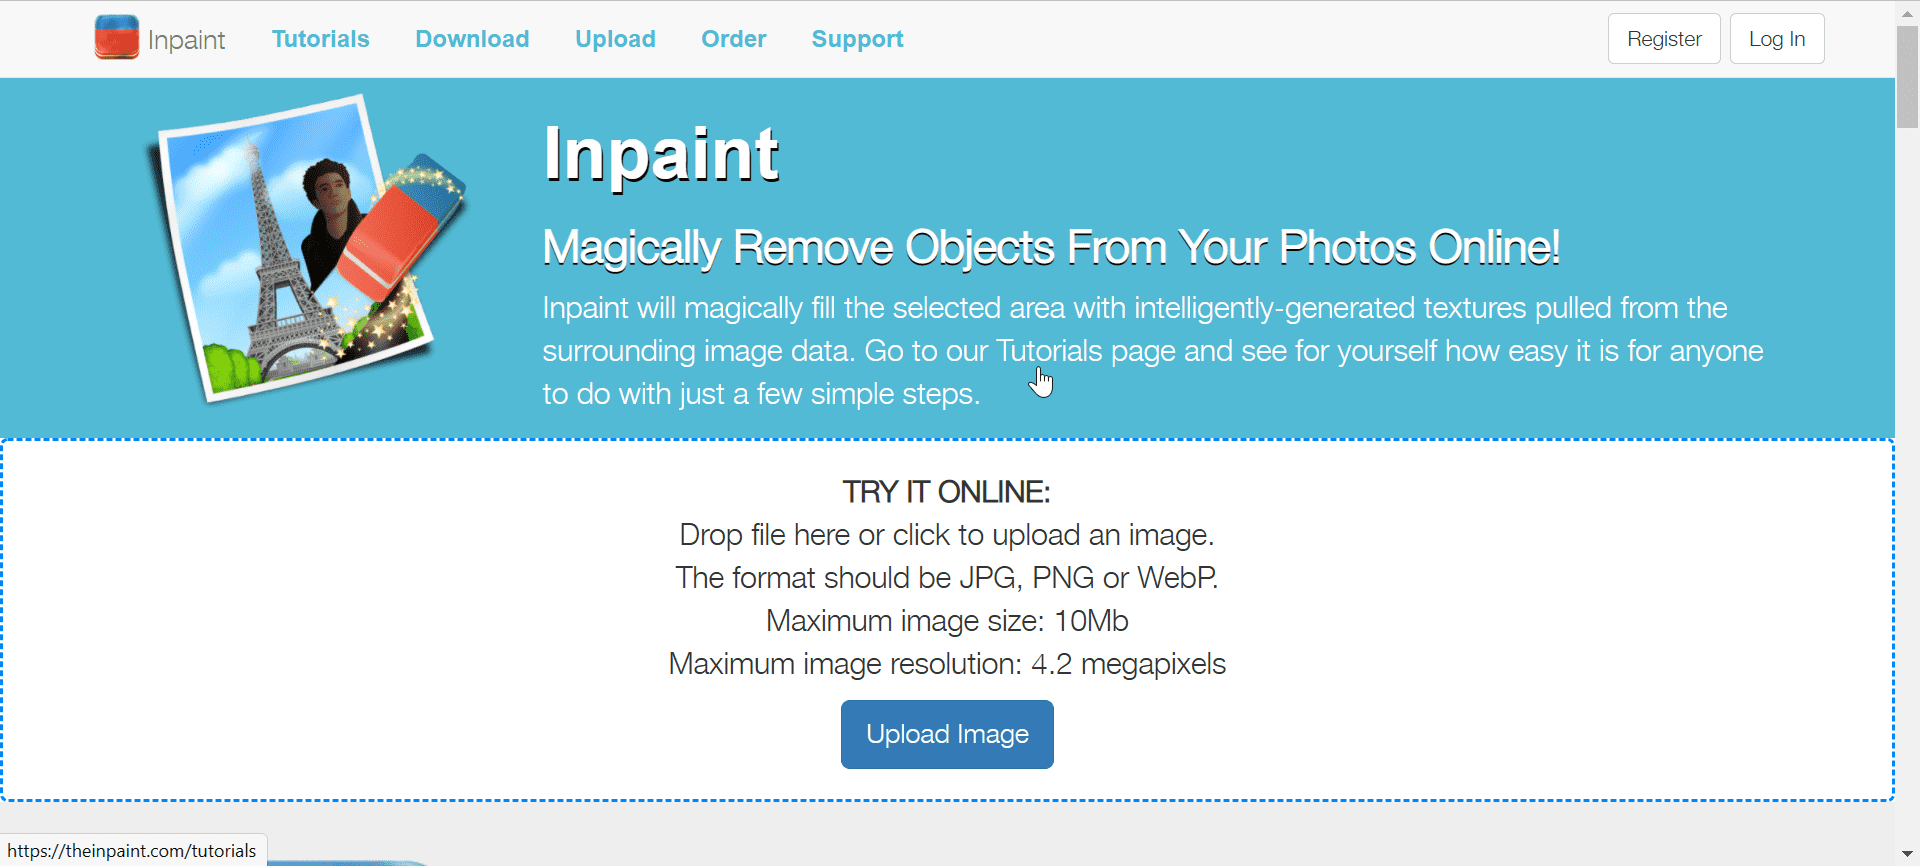 Inpaint Tutorials Download Upload Order Support Register Log In
Inpaint
Magically Remove Objects From Your Photos Online!
Inpaint will magically fill the selected area with intelligently-generated textures pulled from the
surrounding image data. Go to our Tutorials page and see for yourself how easy it is for anyone
to do with just a few simple steps.
TRY IT ONLINE:
Drop file here or click to upload an image.
The format should be JPG, PNG or WebP.
Maximum image size: 10Mb
Maximum image resolution: 4.2 megapixels
Upload Image
https://theinpaint.com/tutorials